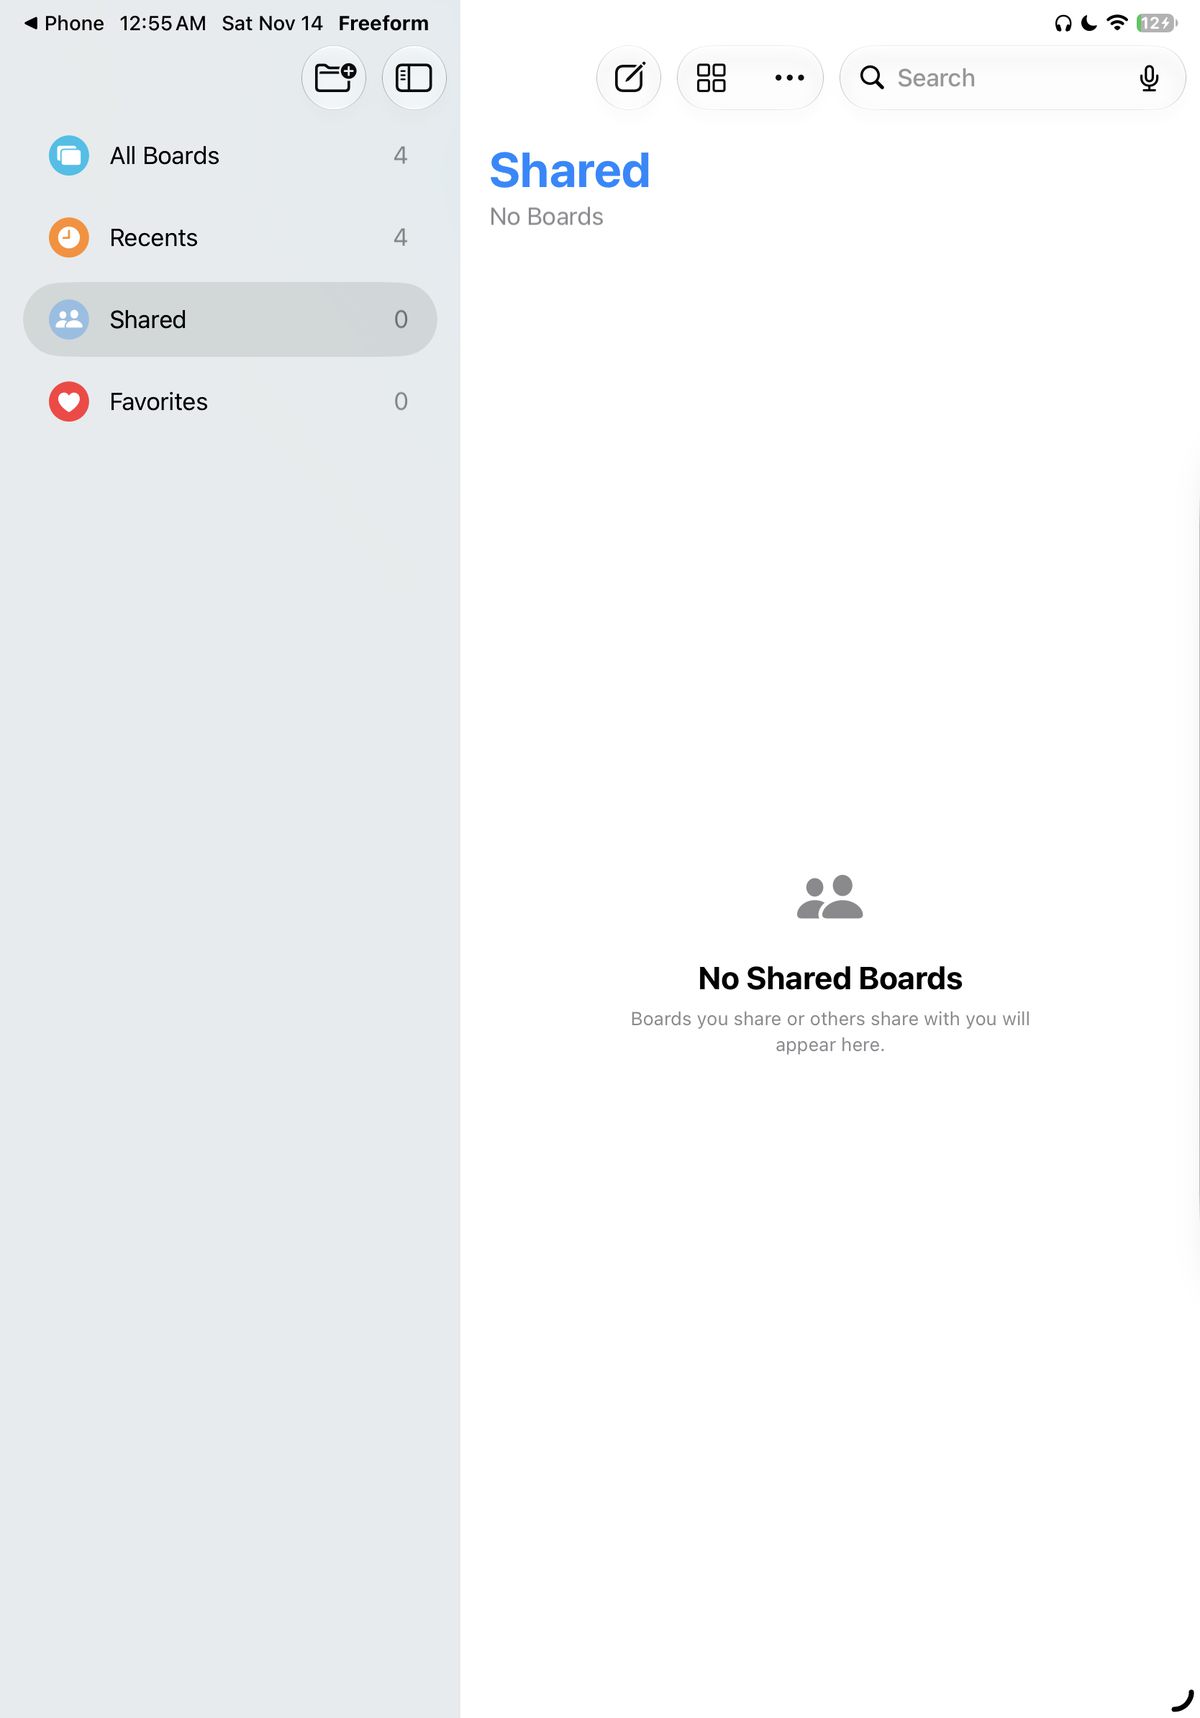 Phone 12:55 AM Sat Nov 14 Freeform
12
Search
All Boards 4
Recents 4
Shared 0
Favorites 0
Shared
No Boards
No Shared Boards
Boards you share or others share with you will
appear here.